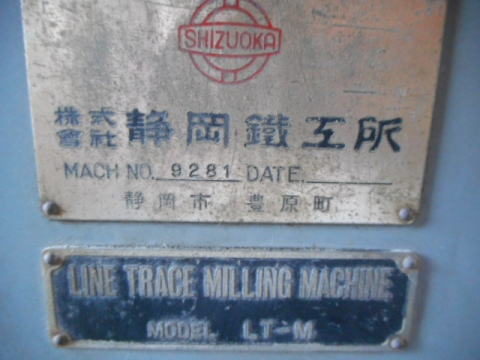 SHIZUOKA
株式會社 静岡鐵工所
MACH NO. 9281 DATE
静岡市 豊原町
LINE TRACE MILLING MACHINE
MODEL LT-M